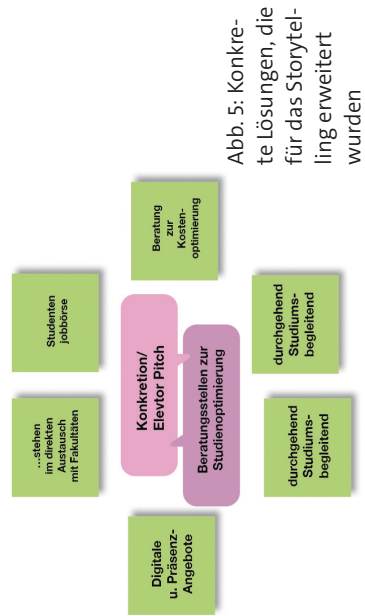 ...stehen
im direkten
Austausch
mit Fakultäten
Studenten
jobbörse
Digitale
u. Präsenz-
Angebote
Konkretion/
Elevtor Pitch
Beratungsstellen zur
Studienoptimierung
Beratung
zur
Kosten-
optimierung
durchgehend
Studiums-
begleitend
durchgehend
Studiums-
begleitend
Abb. 5: Konkre-
te Lösungen, die
für das Storytel-
ling erweitert
wurden